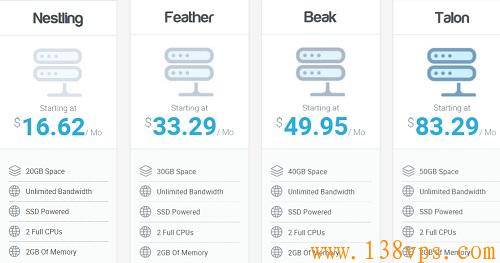 Nestling
Starting at
$16.62/ Mo
20GB Space
Unlimited Bandwidth
SSD Powered
2 Full CPUs
2GB Of Memory
Feather
Starting at
$33.29/ Mo
30GB Space
Unlimited Bandwidth
SSD Powered
2 Full CPUs
2GB Of Memory
Beak
Starting at
$49.95/ Mo
40GB Space
Unlimited Bandwidth
SSD Powered
2 Full CPUs
2GB Of Memory
Talon
Starting at
$83.29/ Mo
50GB Space
Unlimited Bandwidth
SSD Powered
2 Full CPUs
2GB Of Memory
www.138vps.com